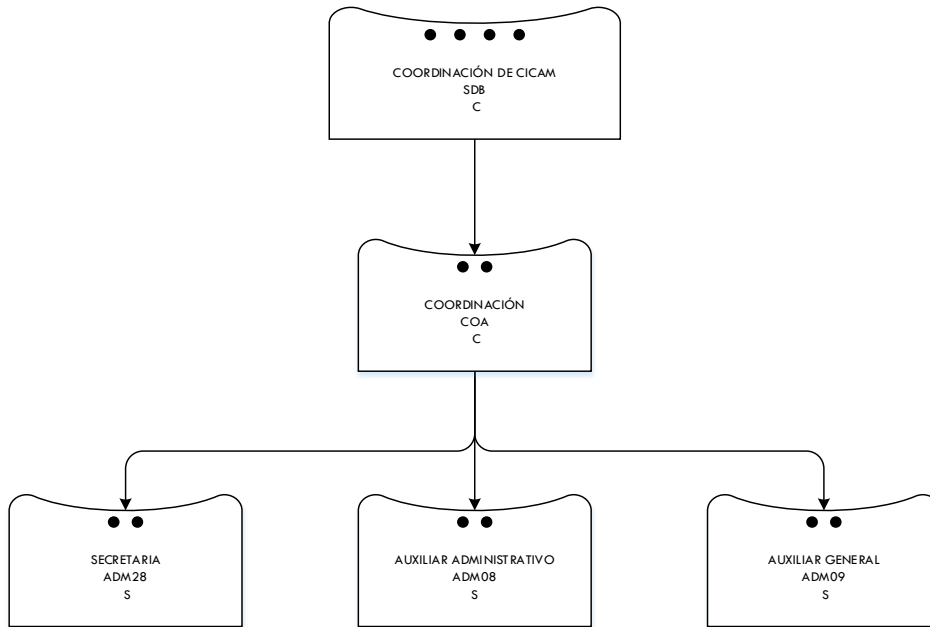 COORDINACIÓN DE CICAM
SDB
C
COORDINACIÓN
COA
C
SECRETARIA
ADM28
S
AUXILIAR ADMINISTRATIVO
ADM08
S
AUXILIAR GENERAL
ADM09
S